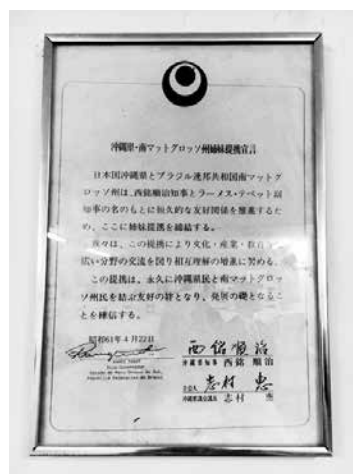 沖縄県・南マットグロッソ州姉妹提携宣言
日本国沖縄県とブラジル連邦共和国南マットグ
ロッソ州は、西銘順治知事とラーメス・テベット副
知事の名のもとに恒久的な友好関係を推進するた
め、ここに姉妹提携を締結する。
我々は、この提携により文化・産業・教育等
広い分野の交流を図り相互理解の増進に努める。
この提携は、永久に沖縄県民と南マットグロッ
ソ州民を結ぶ友好の絆となり、発展の礎となるこ
とを確信する。
昭和61年4月22日
西銘順治
沖縄県知事 西銘 順治
志村 恵
沖縄県議会議長 志村 恵